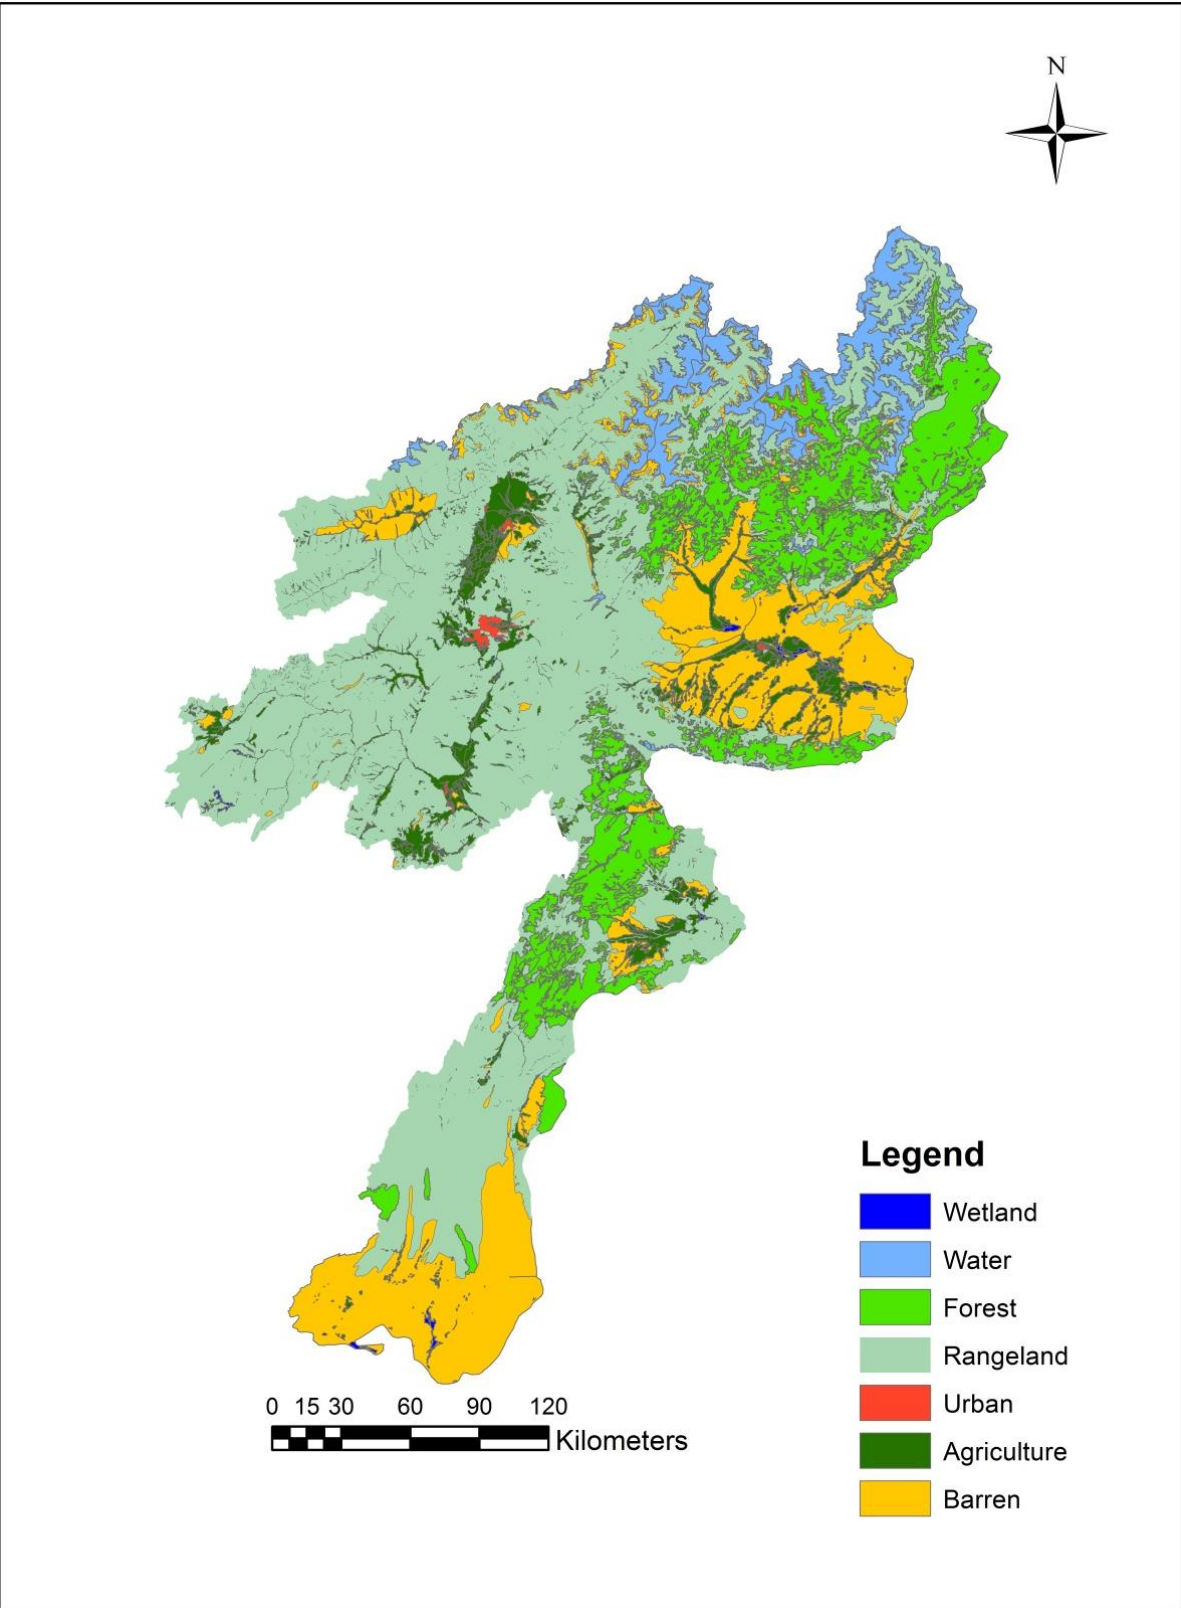 N
Legend
Wetland
Water
Forest
Rangeland
Urban
Agriculture
Barren
0 15 30 60 90 120
Kilometers